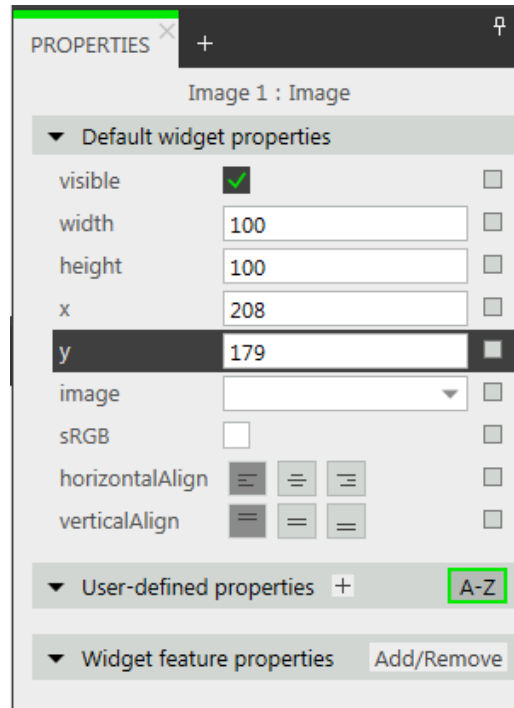 PROPERTIES +
Image 1 : Image
Default widget properties
visible
width 100
height 100
x 208
y 179
image
sRGB
horizontalAlign
verticalAlign
User-defined properties + A-Z
Widget feature properties Add/Remove